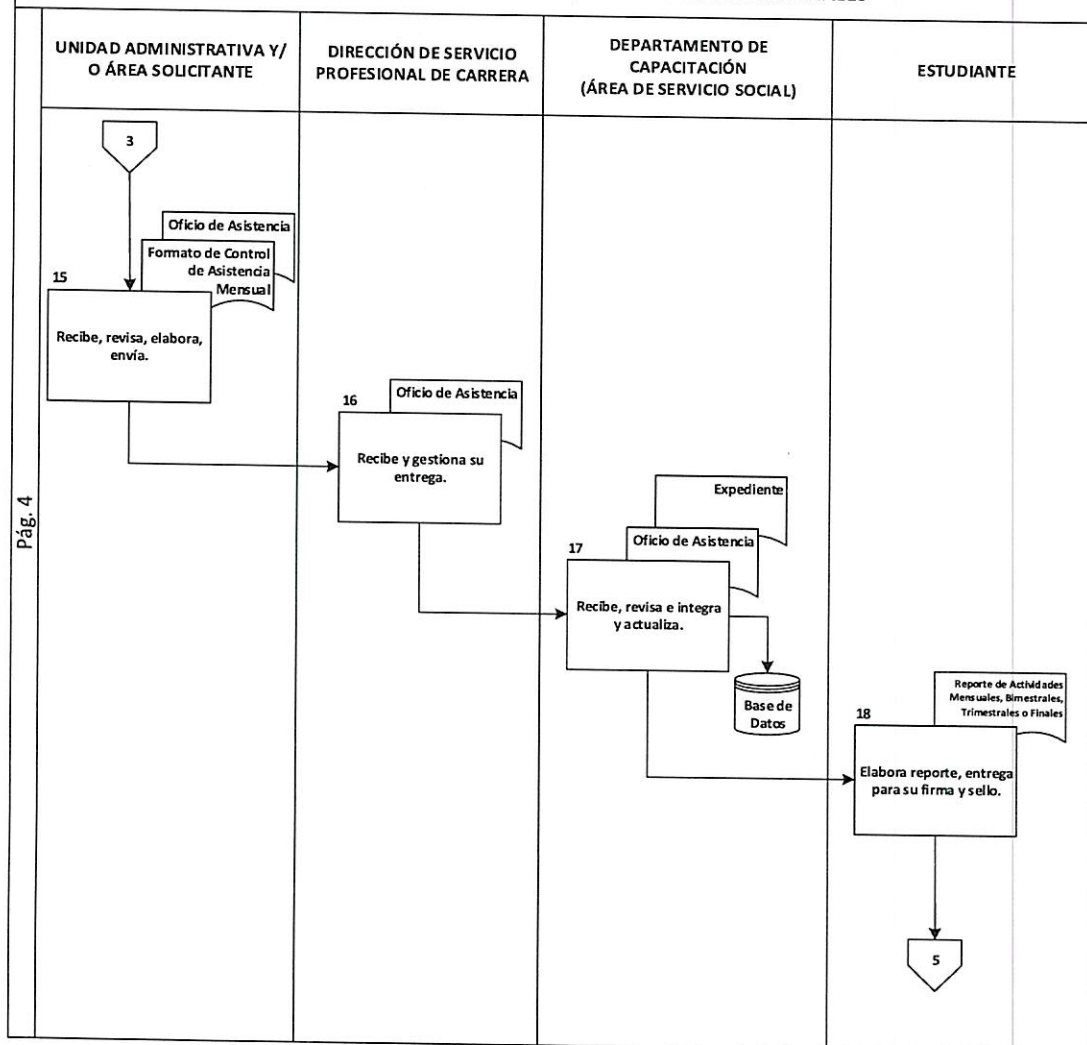 UNIDAD ADMINISTRATIVA Y/
O ÁREA SOLICITANTE
DIRECCIÓN DE SERVICIO
PROFESIONAL DE CARRERA
DEPARTAMENTO DE
CAPACITACIÓN
(ÁREA DE SERVICIO SOCIAL)
ESTUDIANTE
Pág. 4
3
Oficio de Asistencia
Formato de Control
de Asistencia
Mensual
15
Recibe, revisa, elabora,
envía.
Oficio de Asistencia
16
Recibe y gestiona su
entrega.
Expediente
Oficio de Asistencia
17
Recibe, revisa e integra
y actualiza.
Base de
Datos
Reporte de Actividades
Mensuales, Bimestrales,
Trimestrales o Finales
18
Elabora reporte, entrega
para su firma y sello.
5